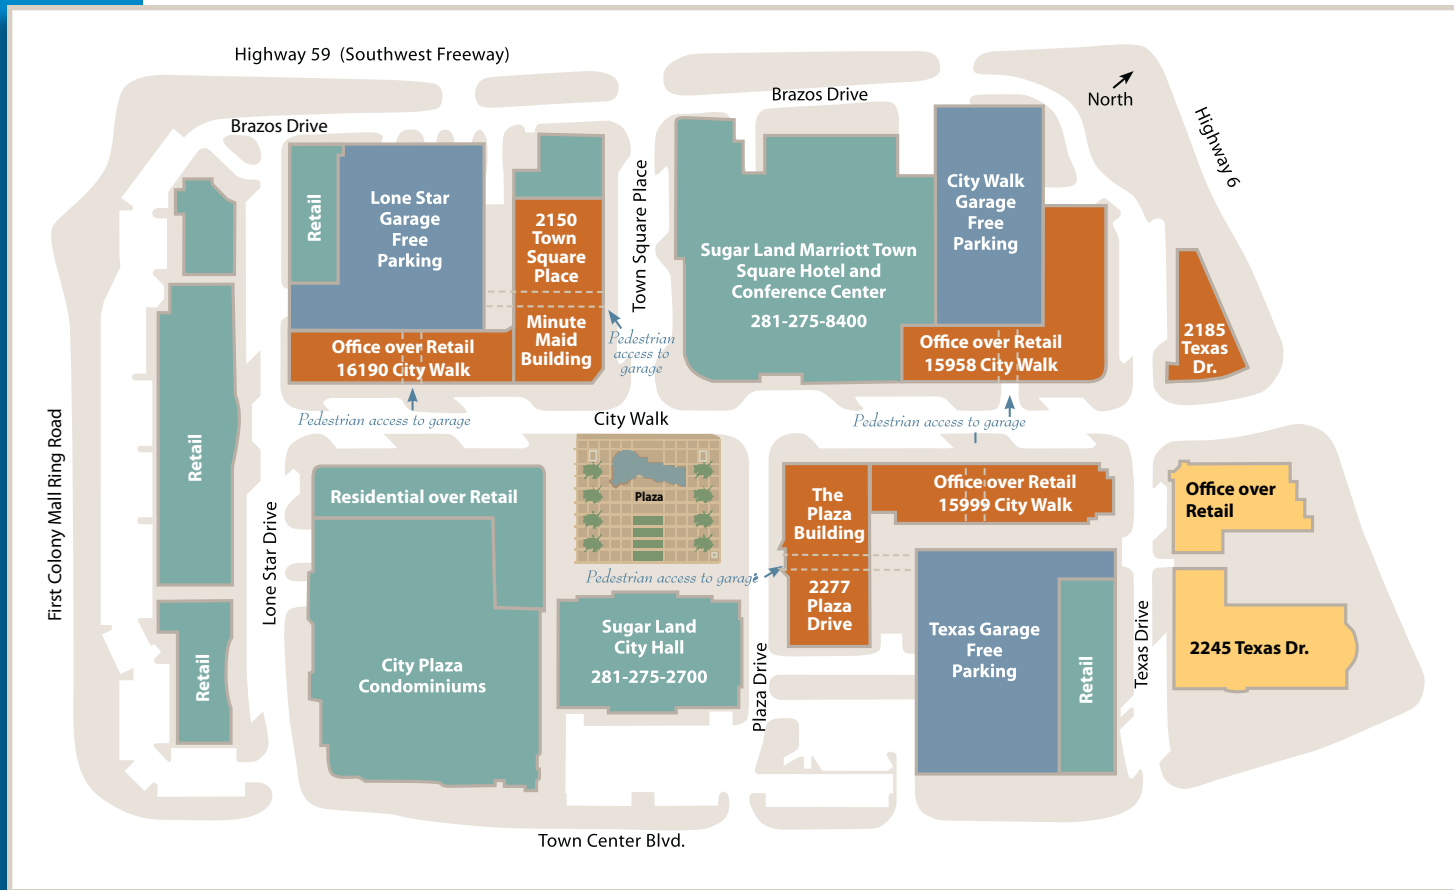 Highway 59 (Southwest Freeway)
Brazos Drive
Brazos Drive
North
Highway 6
Retail
Lone Star
Garage
Free
Parking
2150
Town
Square
Place
Minute
Maid
Building
Office over Retail
16190 City Walk
Town Square Place
Pedestrian
access to
garage
Sugar Land Marriott Town
Square Hotel and
Conference Center
281-275-8400
City Walk
Garage
Free
Parking
Office over Retail
15958 City Walk
2185
Texas
Dr.
Pedestrian access to garage
City Walk
Pedestrian access to garage
First Colony Mall Ring Road
Retail
Retail
Lone Star Drive
Residential over Retail
City Plaza
Condominiums
Plaza
Pedestrian access to garage
Sugar Land
City Hall
281-275-2700
Plaza Drive
The
Plaza
Building
2277
Plaza
Drive
Office over Retail
15999 City Walk
Texas Garage
Free
Parking
Retail
Texas Drive
Office over
Retail
2245 Texas Dr.
Town Center Blvd.